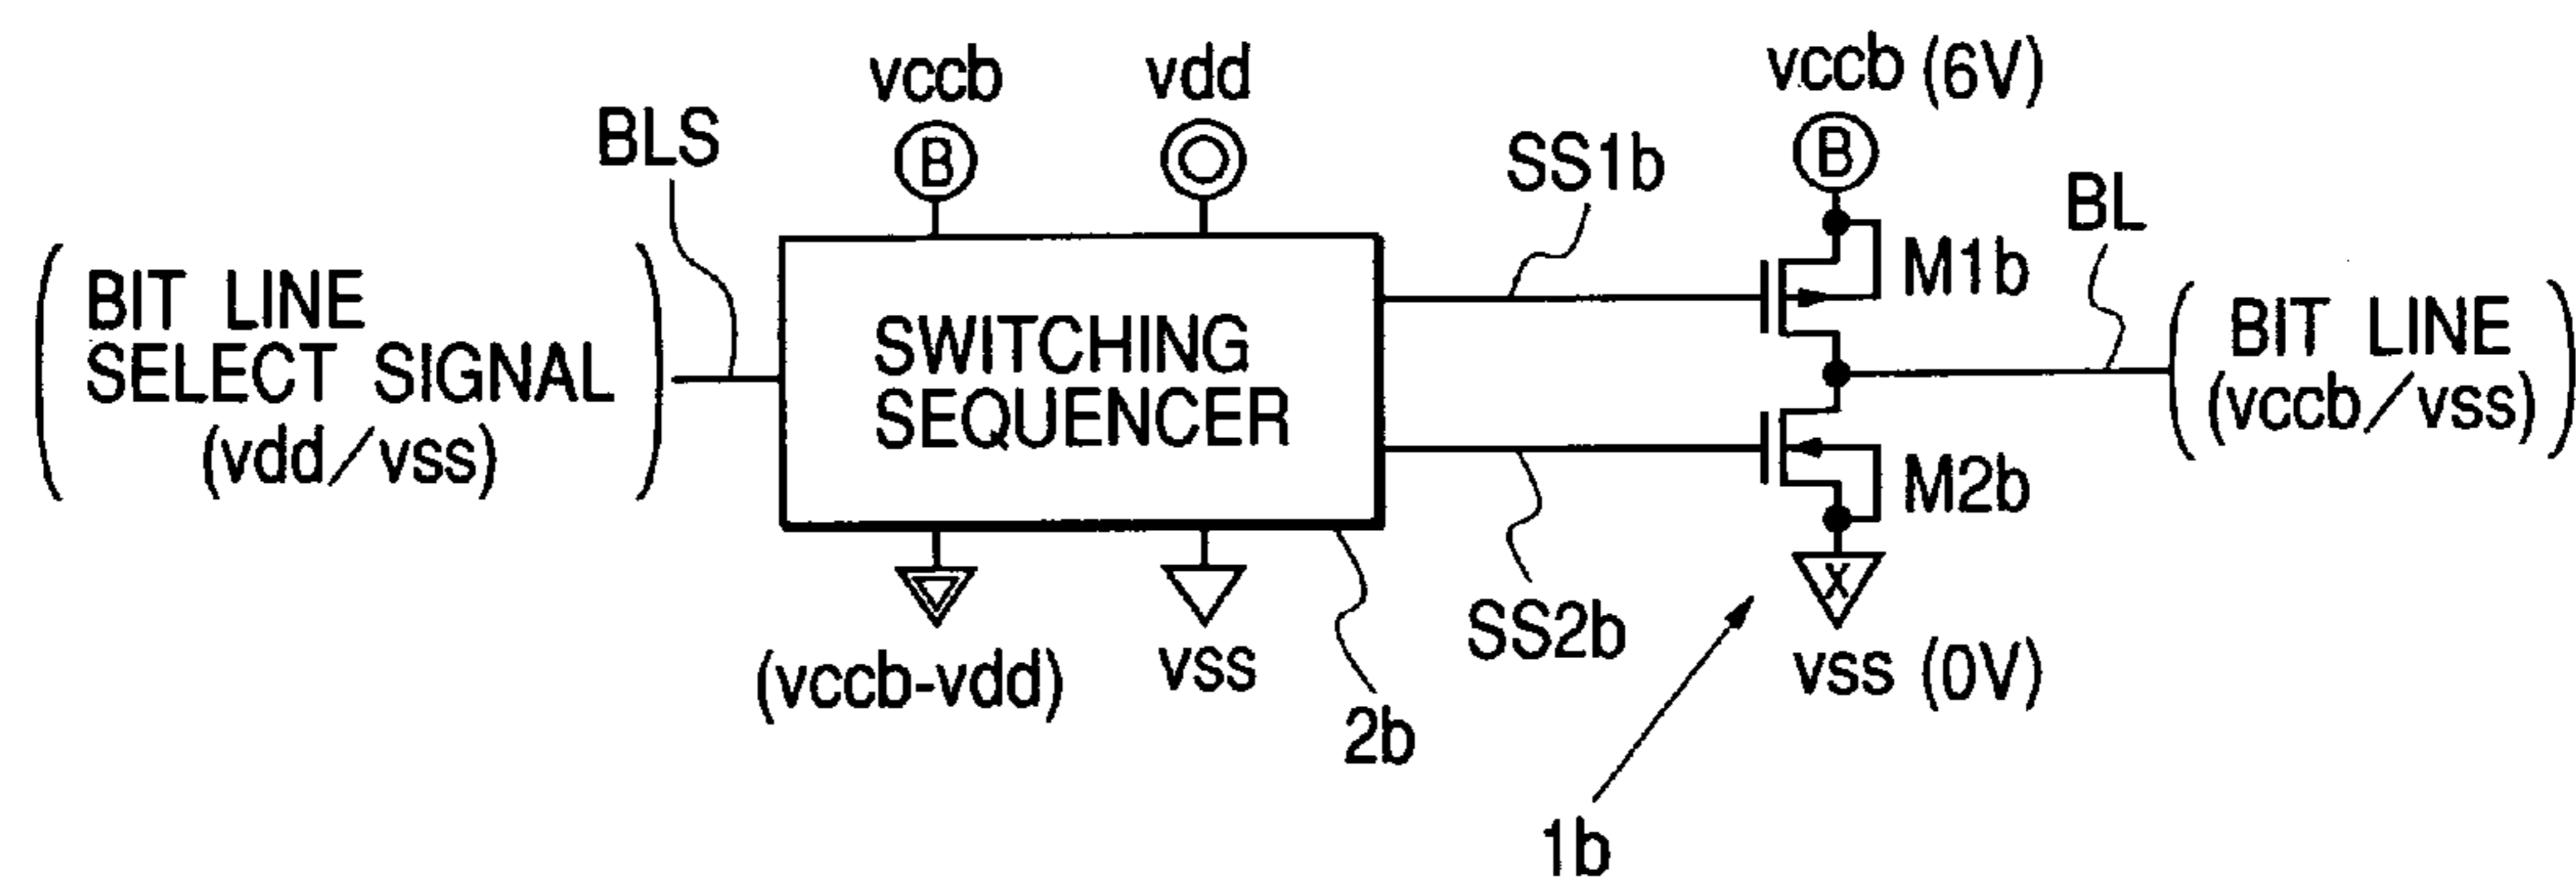 vccb
vdd
vccb (6V)
BLS
B
B
SS1b
BL
M1b
BIT LINE
SELECT SIGNAL
(vdd/vss)
SWITCHING
SEQUENCER
BIT LINE
(vccb/vss)
M2b
X
SS2b
(vccb-vdd)
vss
vss (0V)
2b
1b